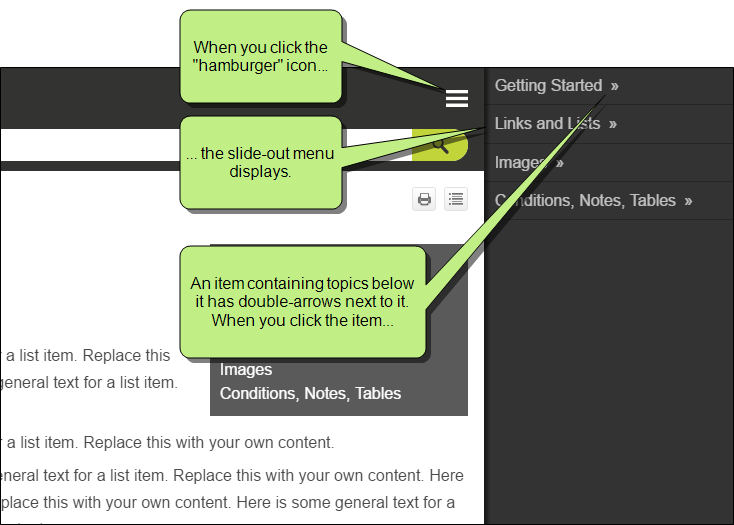 When you click the
"hamburger" icon...
Getting Started »
... the slide-out menu
displays.
Links and Lists »
Images »
Conditions, Notes, Tables »
An item containing topics below
it has double-arrows next to it.
When you click the item...
for a list item. Replace this
general text for a list item.
Images
Conditions, Notes, Tables
a list item. Replace this with your own content.
general text for a list item. Replace this with your own content. Here
place this with your own content. Here is some general text for a